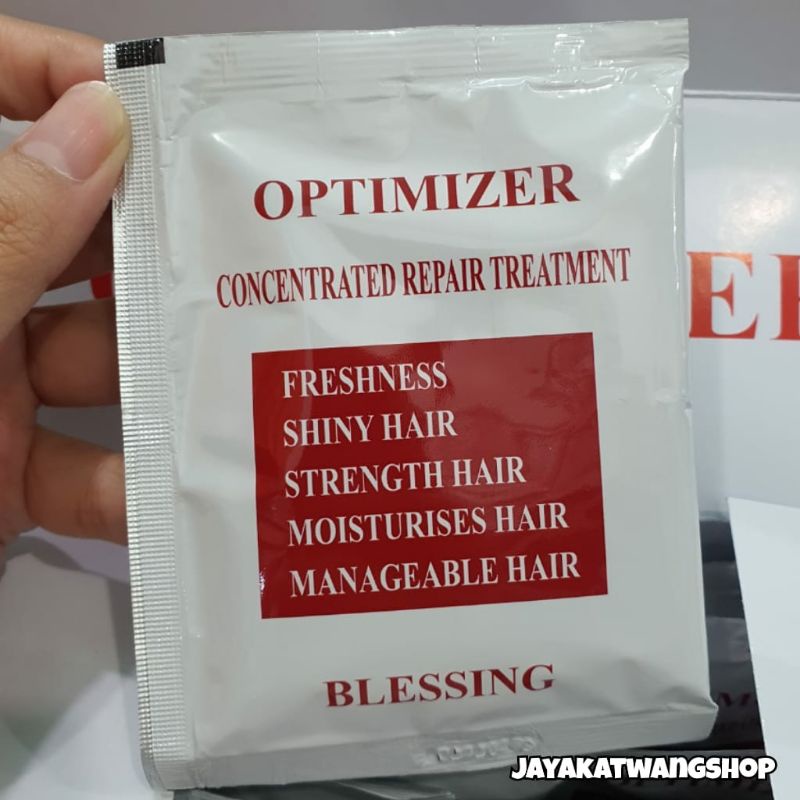 OPTIMIZER
CONCENTRATED REPAIR TREATMENT
FRESHNESS
SHINY HAIR
STRENGTH HAIR
MOISTURISES HAIR
MANAGEABLE HAIR
BLESSING
JAYAKATWANGSHOP